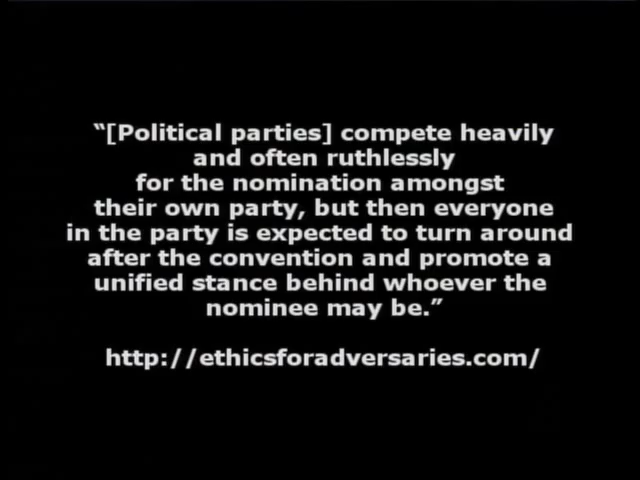 “[Political parties] compete heavily
and often ruthlessly
for the nomination amongst
their own party, but then everyone
in the party is expected to turn around
after the convention and promote a
unified stance behind whoever the
nominee may be.”
http://ethicsforadversaries.com/